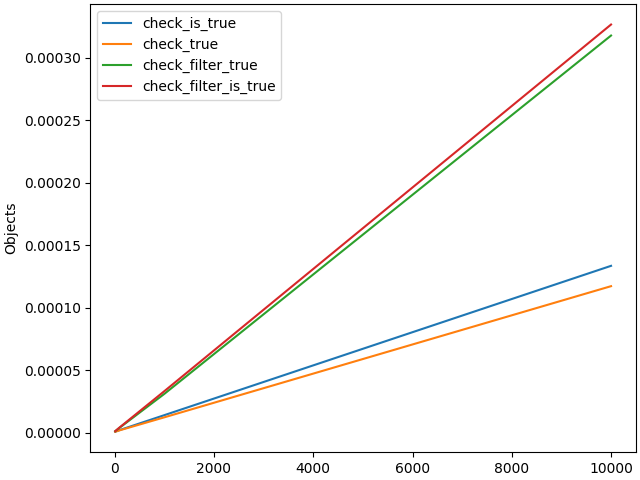 check_is_true
check_true
check_filter_true
check_filter_is_true
0.00030
0.00025
0.00020
0.00015
0.00010
0.00005
0.00000
Objects
0 2000 4000 6000 8000 10000